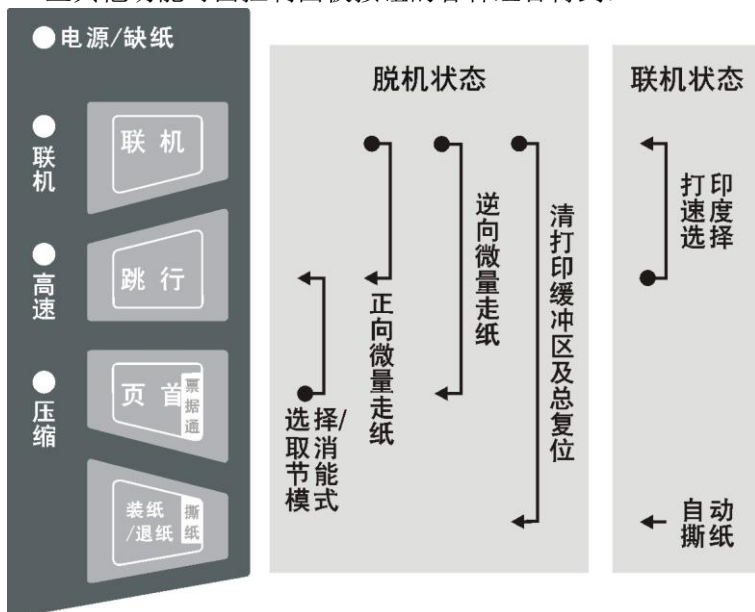 ●电源/缺纸
联机
联机
高速
跳行
压缩
页首
票据通
装纸
/退纸
撕纸
脱机状态
选择/
取消
节能
模式
正向微量走纸
逆向微量走纸
清打印缓冲区及总复位
联机状态
打印
速度
选择
自动
撕纸